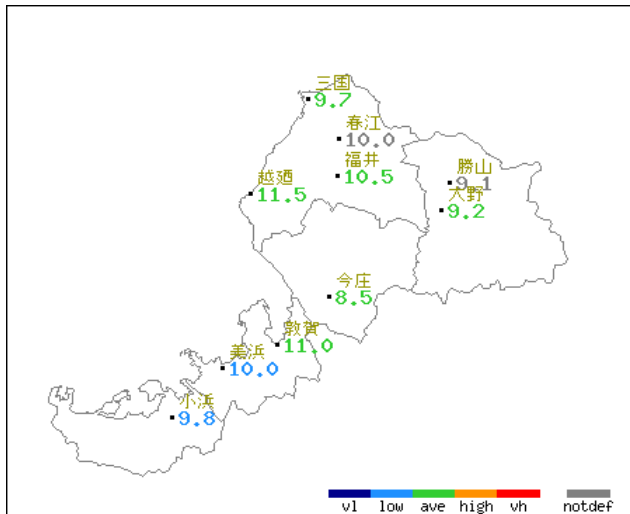 三国
9.7
春江
10.0
福井
10.5
勝山
9.1
大野
9.2
越廼
11.5
今庄
8.5
敦賀
11.0
美浜
10.0
小浜
9.8
vl low ave high vh notdef